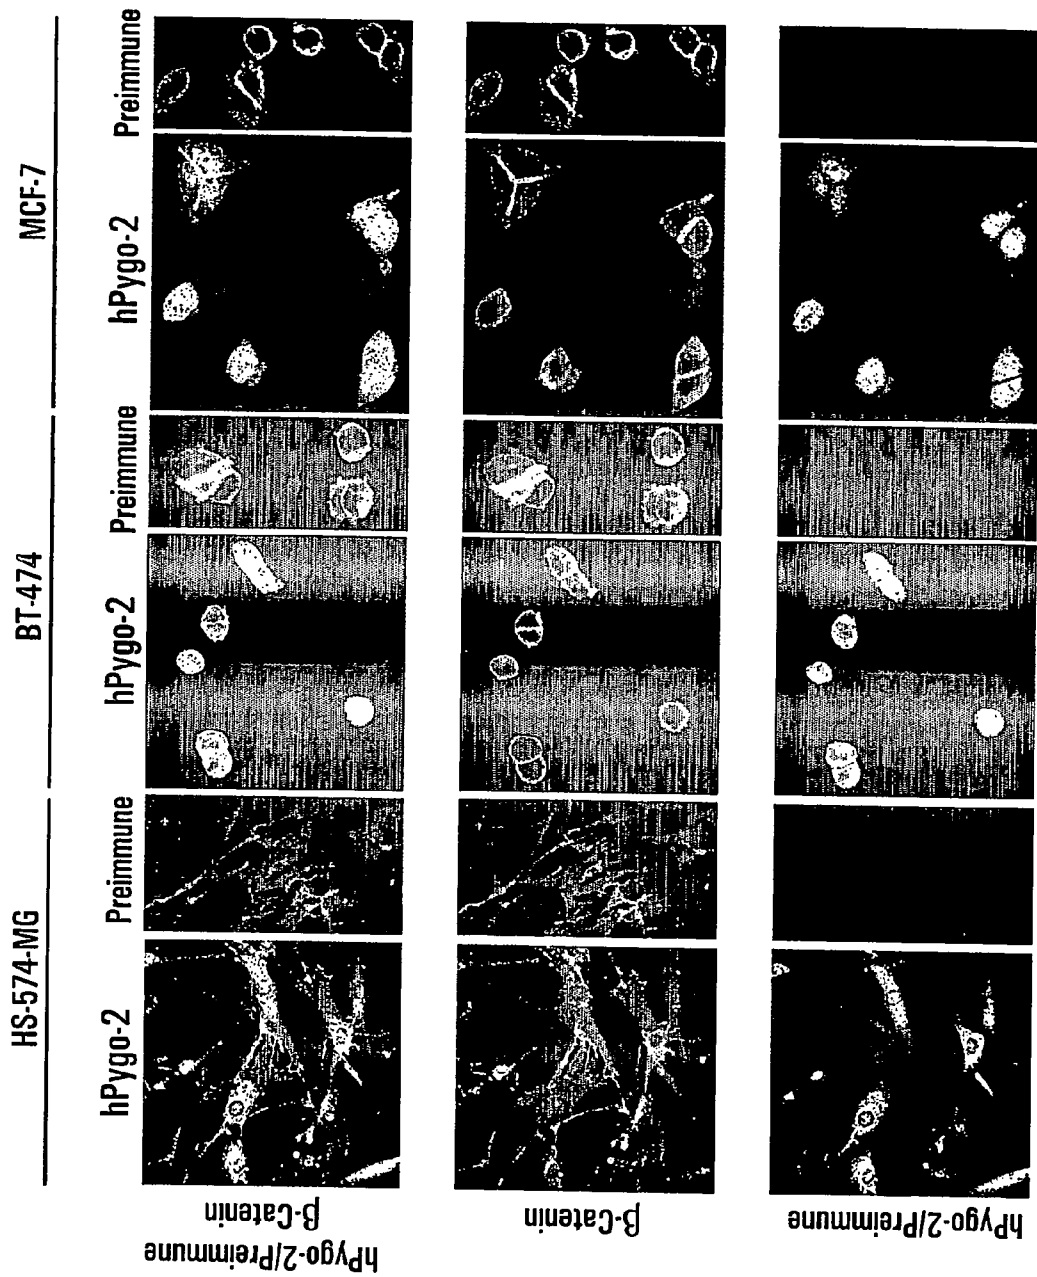 HS-574-MG
BT-474
MCF-7
hPygo-2
Preimmune
hPygo-2
Preimmune
hPygo-2
Preimmune
hPygo-2/Preimmune
β-Catenin
β-Catenin
hPygo-2/Preimmune